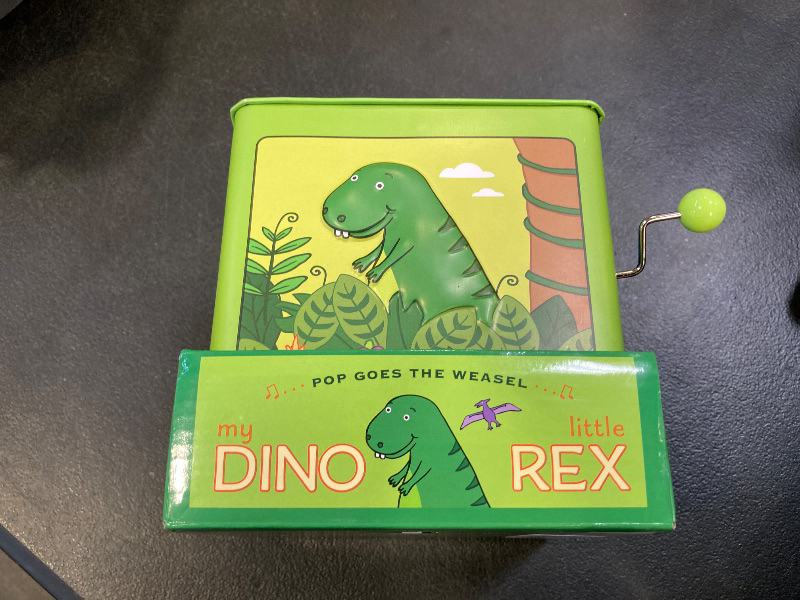 POP GOES THE WEASEL
my little
DINO REX